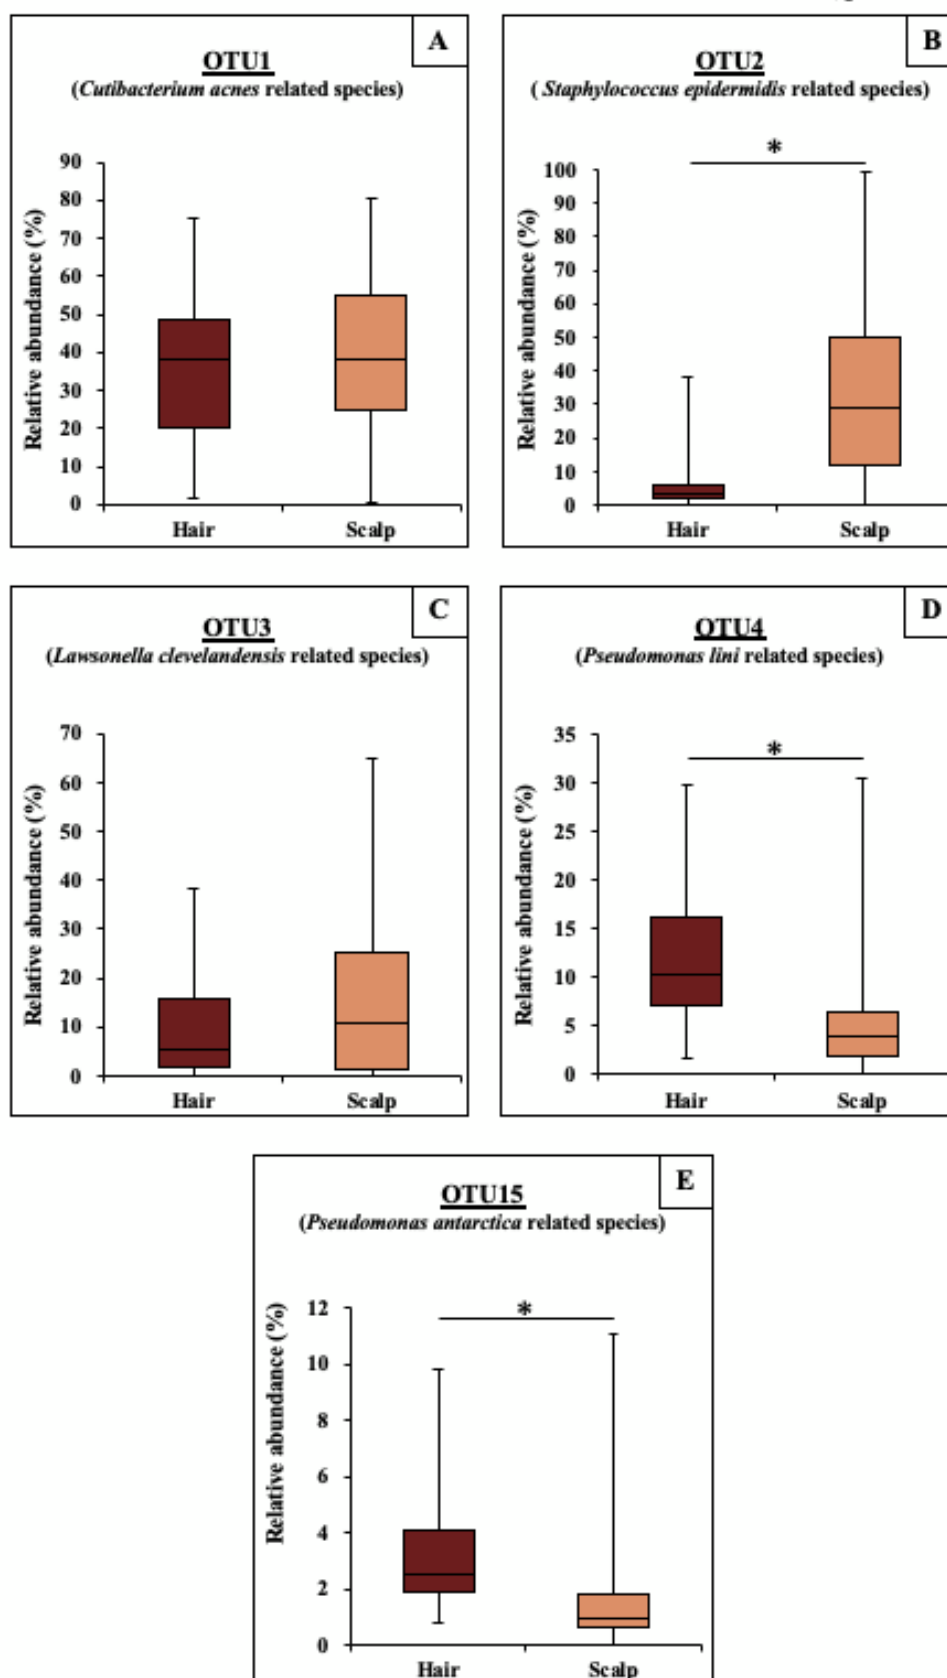 A
OTU1
(Cutibacterium acnes related species)
Relative abundance (%)
90
80
70
60
50
40
30
20
10
0
Hair Scalp
B
OTU2
( Staphylococcus epidermidis related species)
*
Relative abundance (%)
100
90
80
70
60
50
40
30
20
10
0
Hair Scalp
C
OTU3
(Lawsonella clevelandensis related species)
Relative abundance (%)
70
60
50
40
30
20
10
0
Hair Scalp
D
OTU4
(Pseudomonas lini related species)
*
Relative abundance (%)
35
30
25
20
15
10
5
0
Hair Scalp
E
OTU15
(Pseudomonas antarctica related species)
*
Relative abundance (%)
12
10
8
6
4
2
0
Hair Scalp